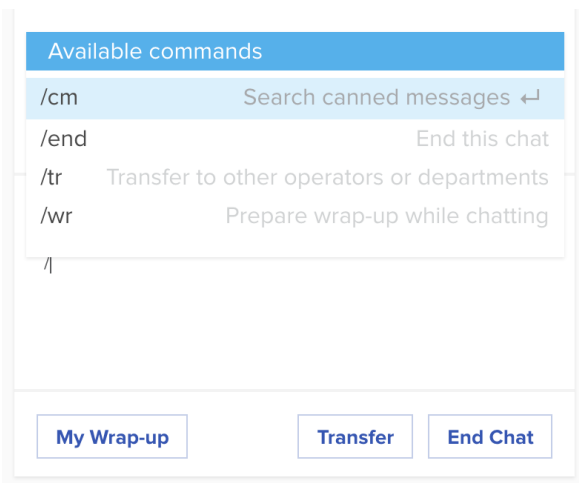 Available commands
/cm Search canned messages ↵
/end End this chat
/tr Transfer to other operators or departments
/wr Prepare wrap-up while chatting
/
My Wrap-up Transfer End Chat